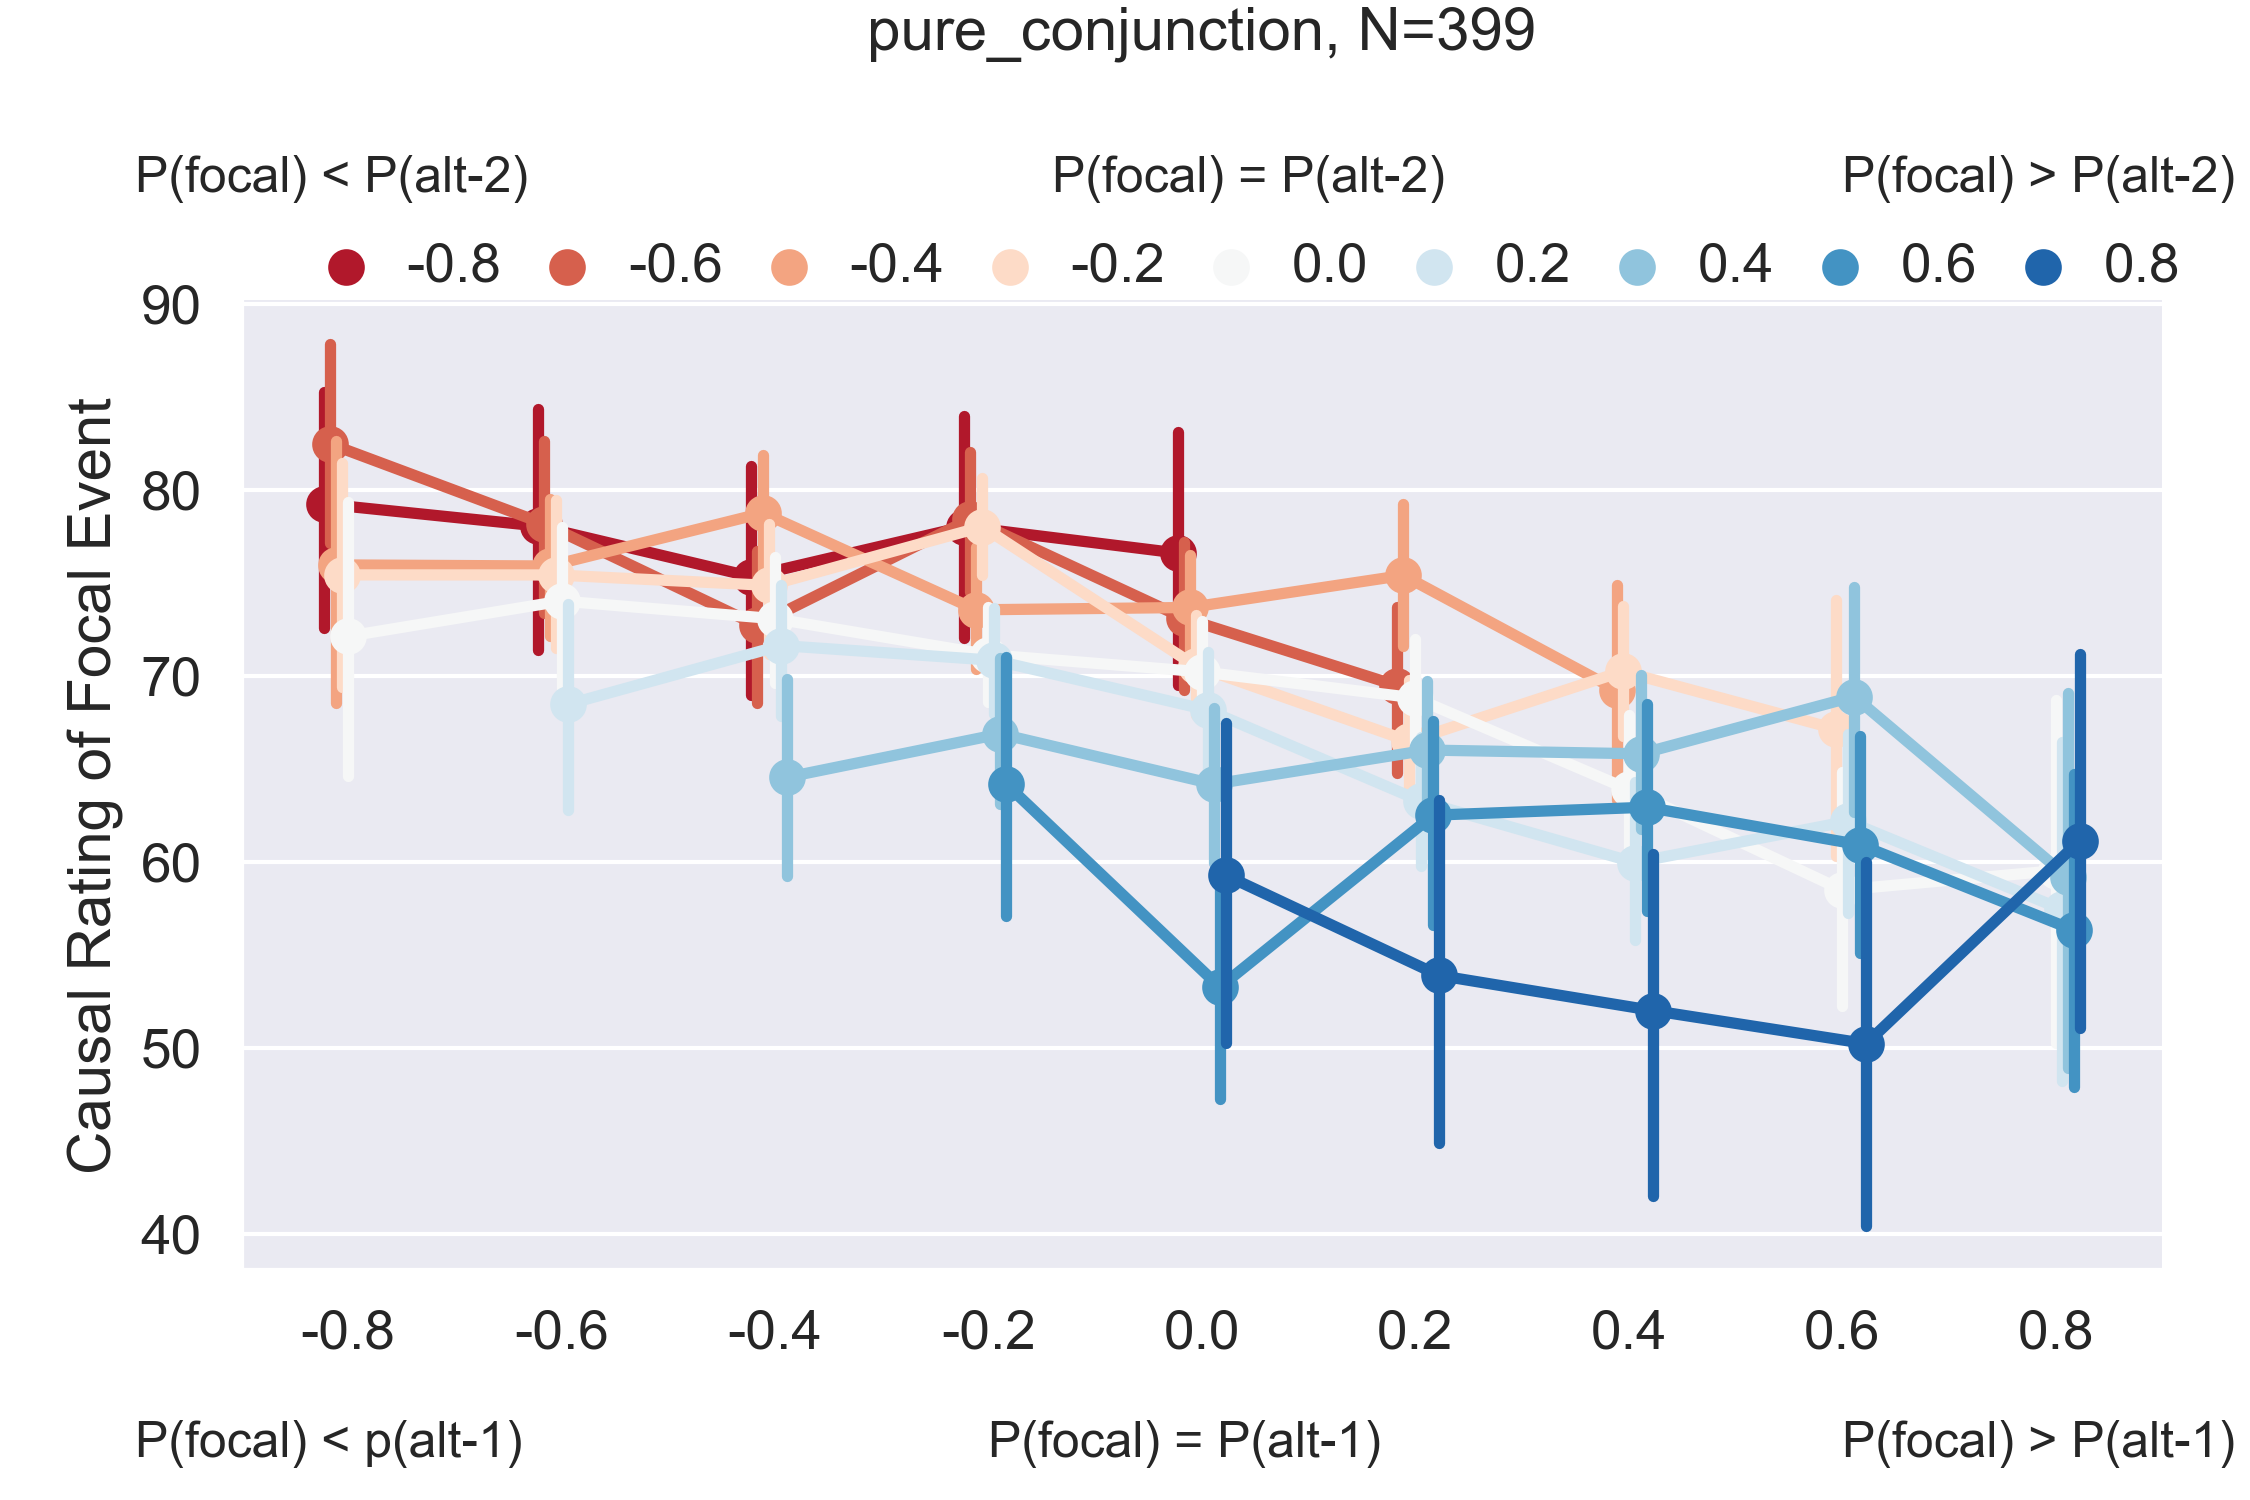 pure_conjunction, N=399
P(focal) < P(alt-2) P(focal) = P(alt-2) P(focal) > P(alt-2)
-0.8 -0.6 -0.4 -0.2 0.0 0.2 0.4 0.6 0.8
90
80
70
60
50
40
Causal Rating of Focal Event
-0.8 -0.6 -0.4 -0.2 0.0 0.2 0.4 0.6 0.8
P(focal) < p(alt-1) P(focal) = P(alt-1) P(focal) > P(alt-1)